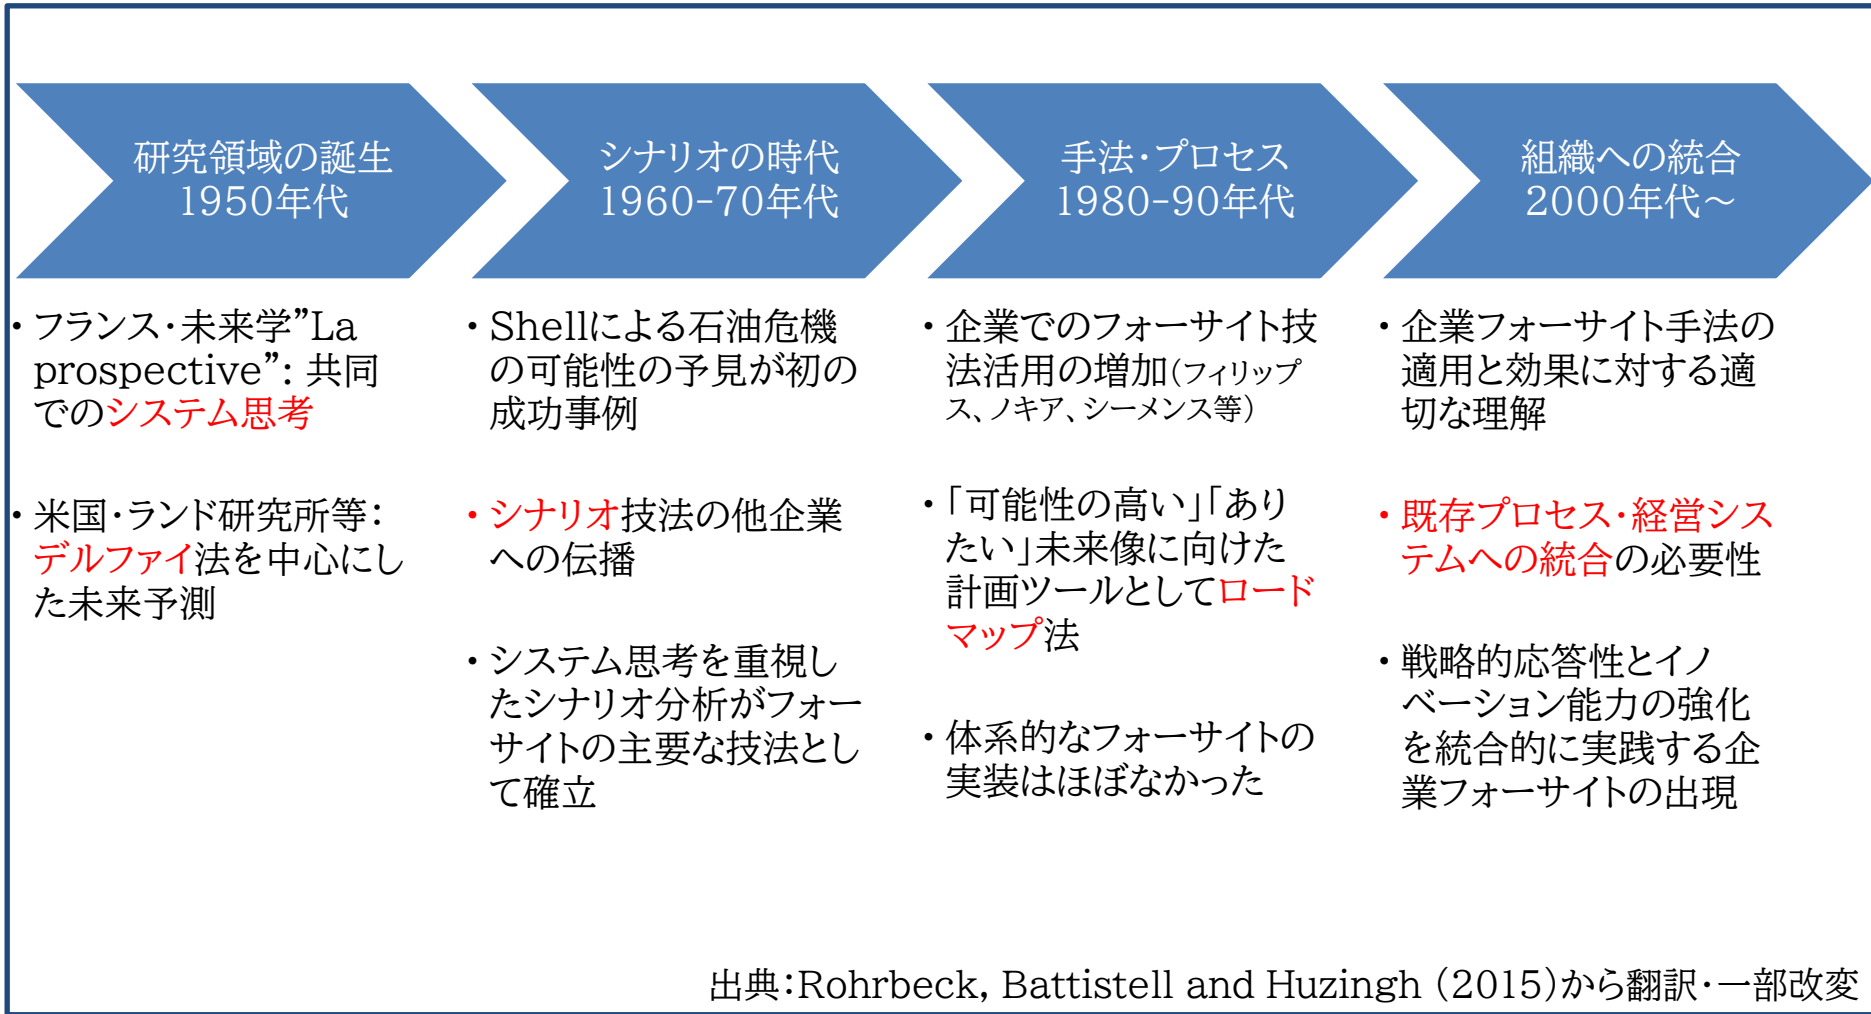 研究領域の誕生
1950年代
シナリオの時代
1960-70年代
手法・プロセス
1980-90年代
組織への統合
2000年代～
・フランス・未来学”La
prospective”: 共同
でのシステム思考
・米国・ランド研究所等：
デルファイ法を中心にし
た未来予測
・Shellによる石油危機
の可能性の予見が初の
成功事例
・シナリオ技法の他企業
への伝播
・システム思考を重視し
たシナリオ分析がフォー
サイトの主要な技法とし
て確立
・企業でのフォーサイト技
法活用の増加（フィリップ
ス、ノキア、シーメンス等）
・「可能性の高い」「あり
たい」未来像に向けた
計画ツールとしてロード
マップ法
・体系的なフォーサイトの
実装はほぼなかった
・企業フォーサイト手法の
適用と効果に対する適
切な理解
・既存プロセス・経営シス
テムへの統合の必要性
・戦略的応答性とイノ
ベーション能力の強化
を統合的に実践する企
業フォーサイトの出現
出典：Rohrbeck, Battistell and Huzingh (2015)から翻訳・一部改変